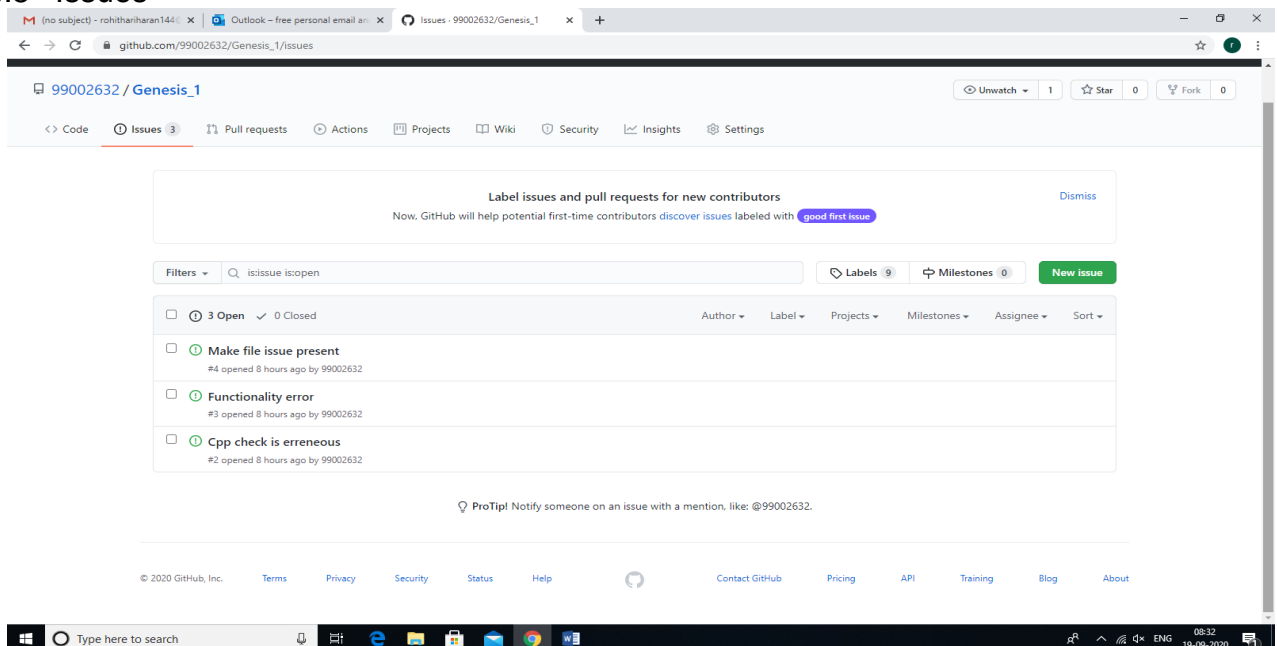 Issues
(no subject) - rohithariharan144
Outlook – free personal email an
Issues · 99002632/Genesis_1
github.com/99002632/Genesis_1/issues
r
99002632 / Genesis_1
Unwatch 1 Star 0 Fork 0
Code Issues 3 Pull requests Actions Projects Wiki Security Insights Settings
Label issues and pull requests for new contributors
Dismiss
Now, GitHub will help potential first-time contributors discover issues labeled with good first issue
Filters is:issue is:open Labels 9 Milestones 0 New issue
3 Open 0 Closed Author Label Projects Milestones Assignee Sort
Make file issue present
#4 opened 8 hours ago by 99002632
Functionality error
#3 opened 8 hours ago by 99002632
Cpp check is erreneous
#2 opened 8 hours ago by 99002632
ProTip! Notify someone on an issue with a mention, like: @99002632.
© 2020 GitHub, Inc. Terms Privacy Security Status Help Contact GitHub Pricing API Training Blog About
Type here to search
ENG
08:32
19-09-2020